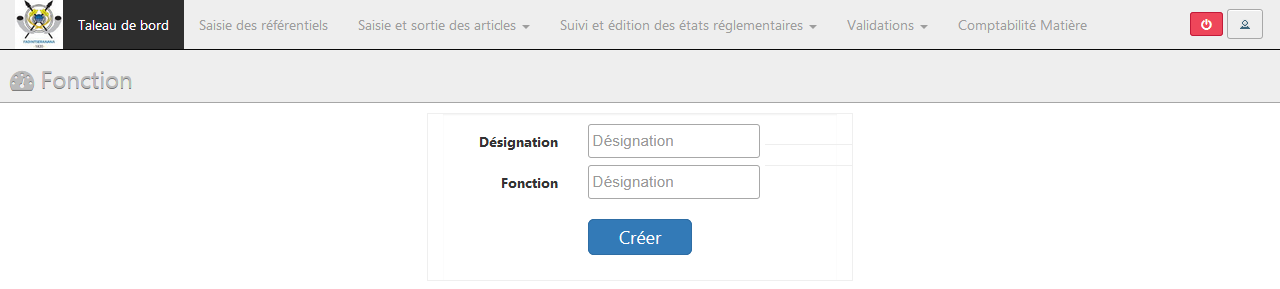 Taleau de bord
Saisie des référentiels
Saisie et sortie des articles
Suivi et édition des états réglementaires
Validations
Comptabilité Matière
Fonction
Désignation
Désignation
Fonction
Désignation
Créer